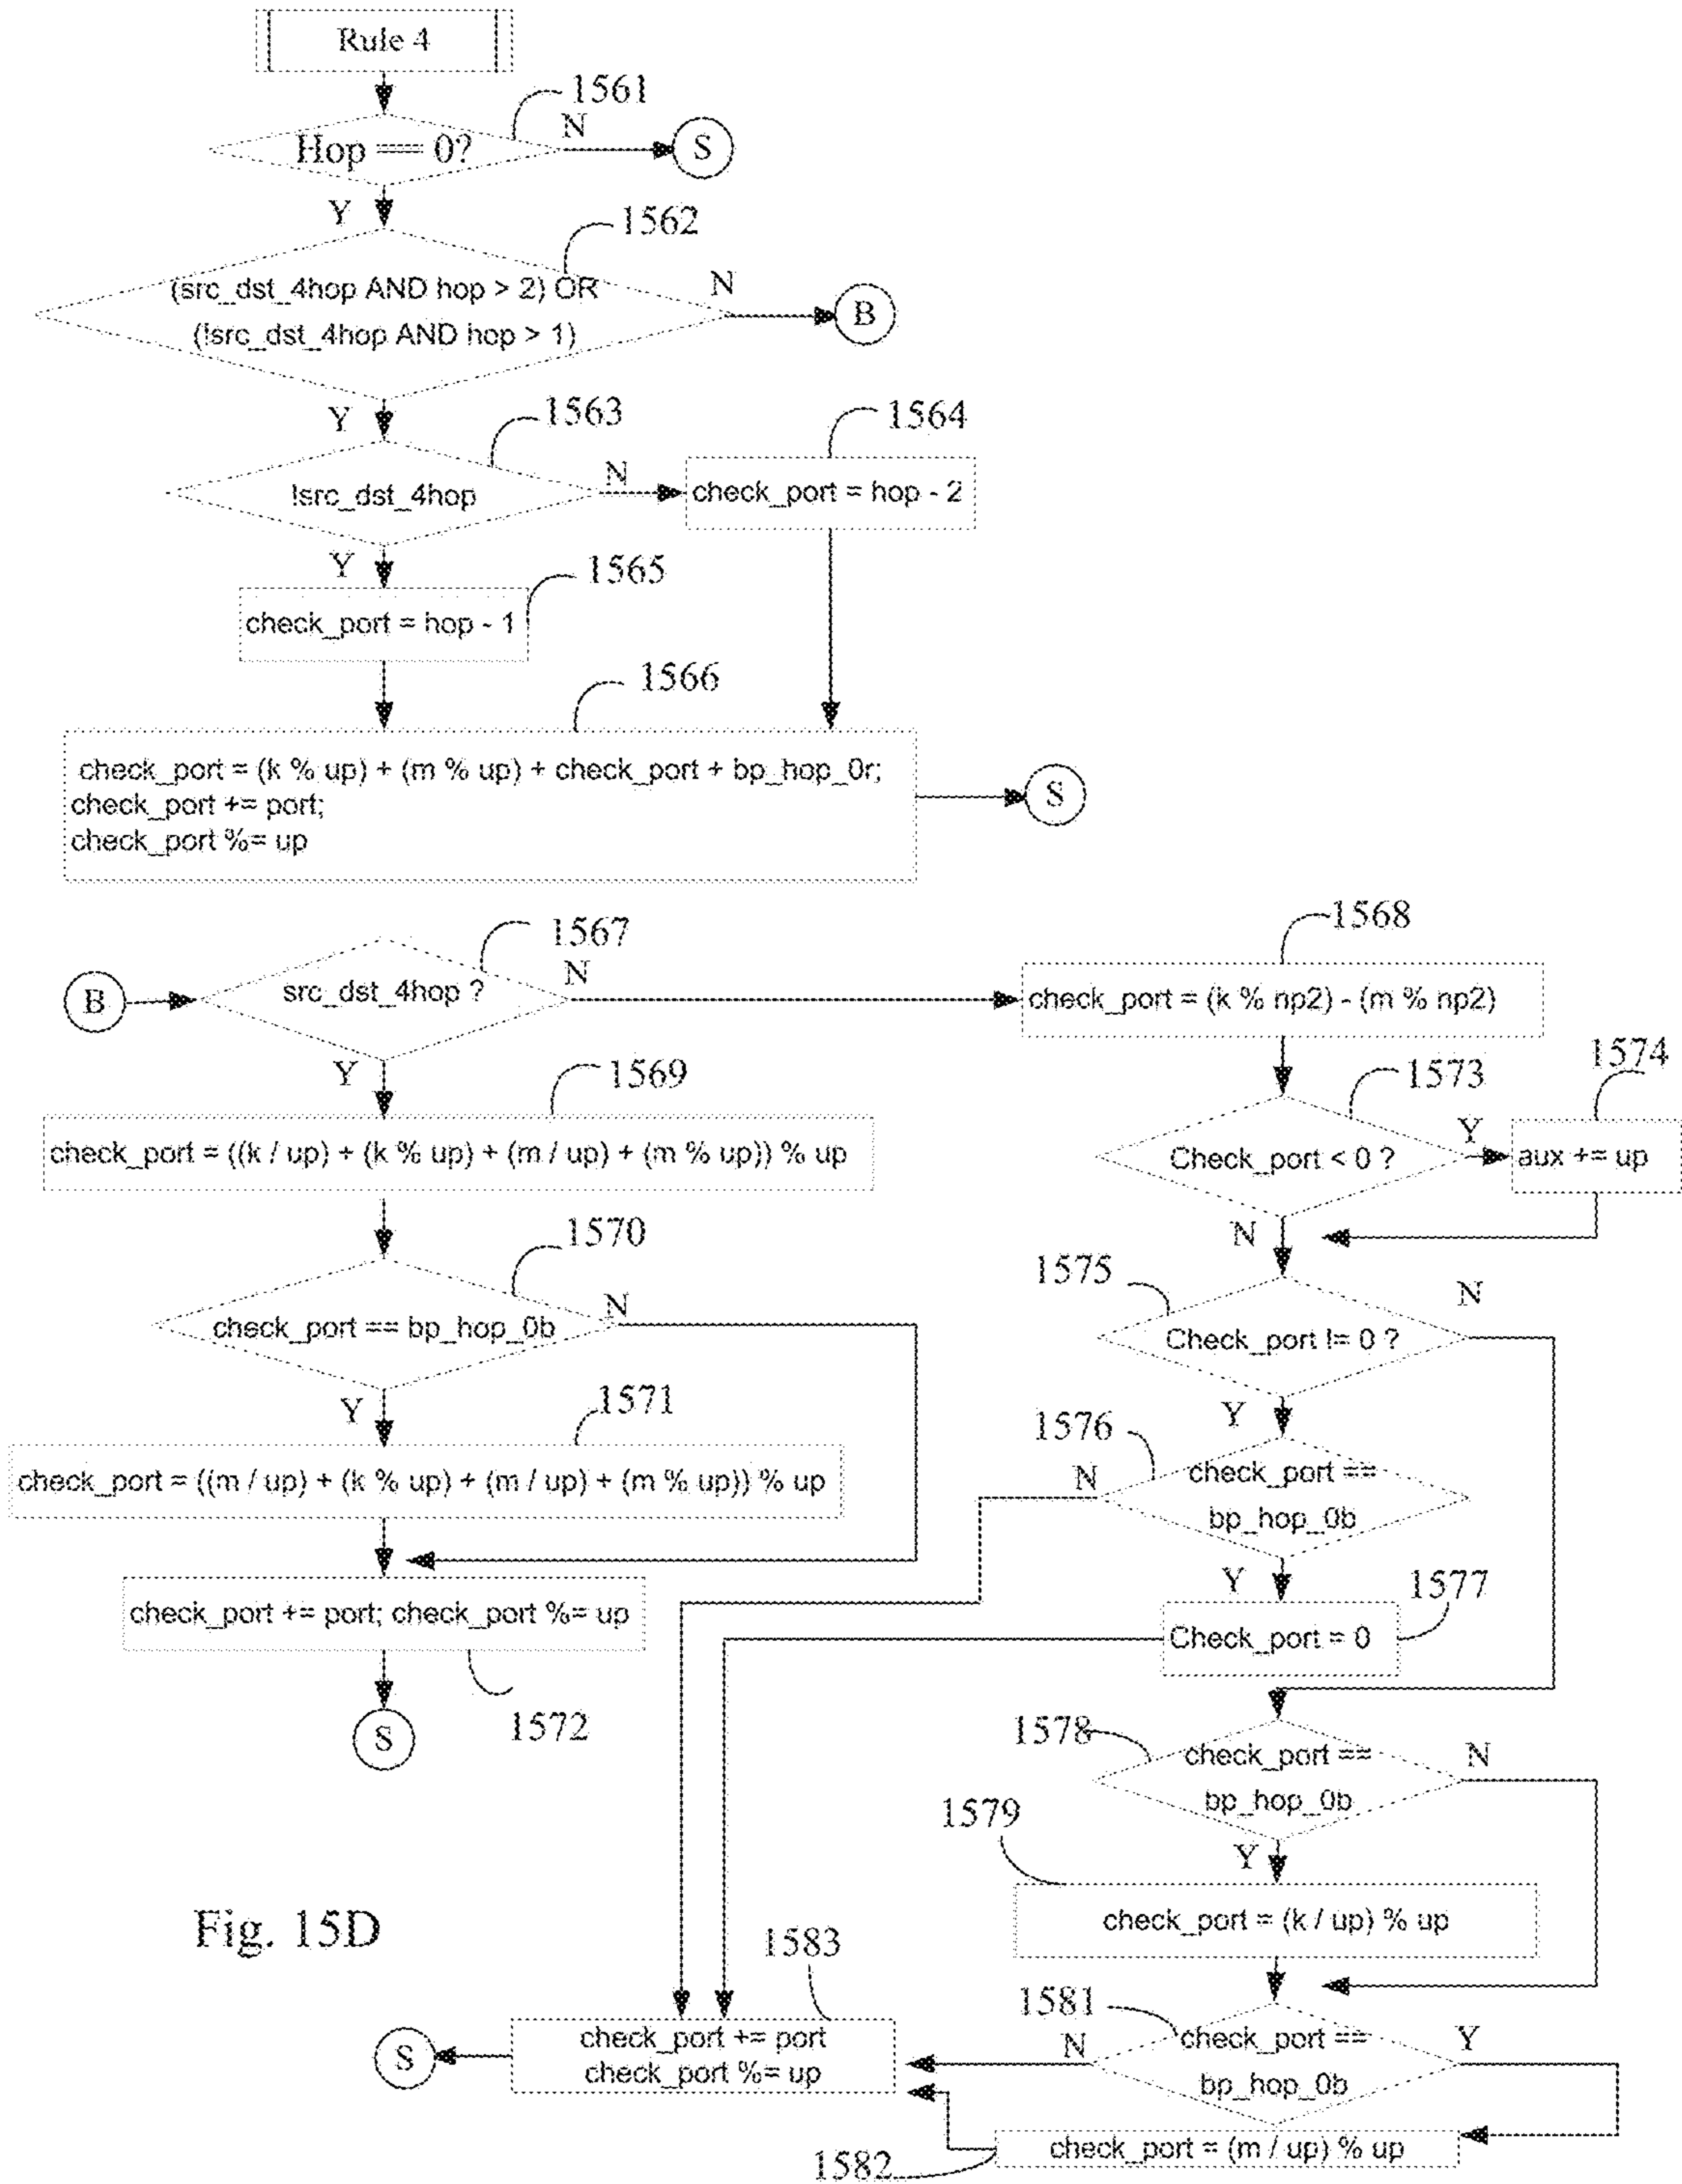 Rule 4
1561
Hop === 0?
N
S
Y
1562
(src_dst_4hop AND hop > 2) OR
(!src_dst_4hop AND hop > 1)
N
B
Y
1563
!src_dst_4hop
N
1564
check_port = hop - 2
Y
1565
check_port = hop - 1
1566
check_port = (k % up) + (m % up) + check_port + bp_hop_0r;
check_port += port;
check_port %= up
S
B
1567
src_dst_4hop ?
N
1568
check_port = (k % np2) - (m % np2)
Y
1569
check_port = ((k / up) + (k % up) + (m / up) + (m % up)) % up
1573
Check_port < 0 ?
Y
1574
aux += up
N
1570
check_port == bp_hop_0b
N
1575
Check_port != 0 ?
N
Y
1571
check_port = ((m / up) + (k % up) + (m / up) + (m % up)) % up
Y
1576
check_port ==
bp_hop_0b
N
Y
1577
Check_port = 0
check_port += port; check_port %= up
1572
S
1578
check_port ==
bp_hop_0b
N
Y
1579
check_port = (k / up) % up
Fig. 15D
1583
check_port += port
check_port %= up
S
1581
check_port ==
bp_hop_0b
N
Y
1582
check_port = (m / up) % up